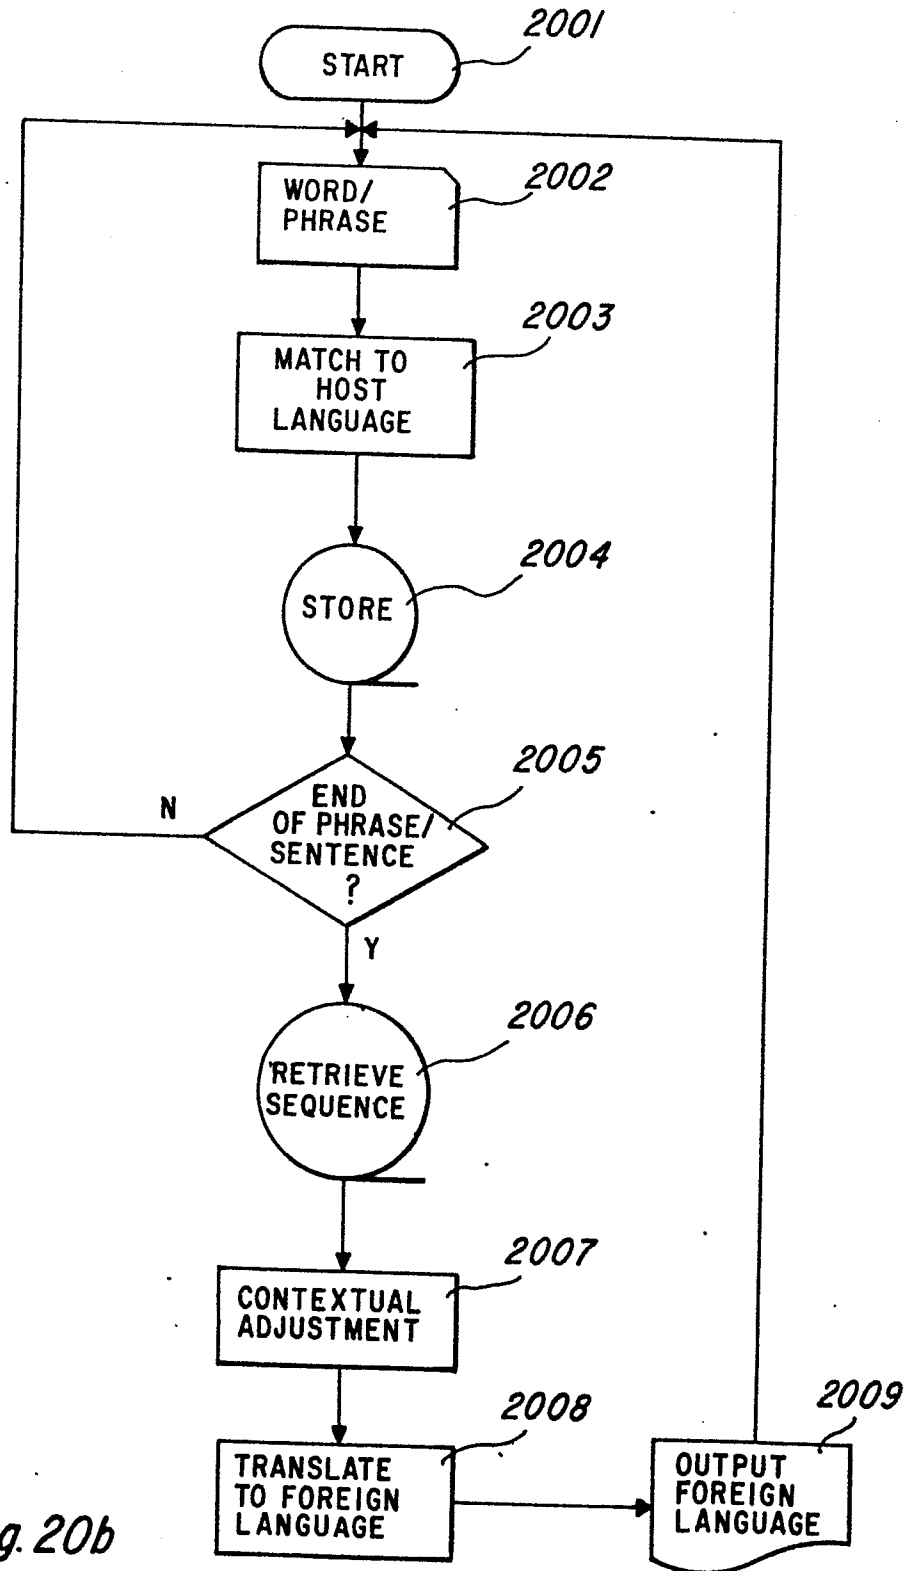 2001
START
2002
WORD/
PHRASE
2003
MATCH TO
HOST
LANGUAGE
2004
STORE
2005
END
OF PHRASE/
SENTENCE
?
N
Y
2006
RETRIEVE
SEQUENCE
2007
CONTEXTUAL
ADJUSTMENT
2008
TRANSLATE
TO FOREIGN
LANGUAGE
2009
OUTPUT
FOREIGN
LANGUAGE
g. 20b